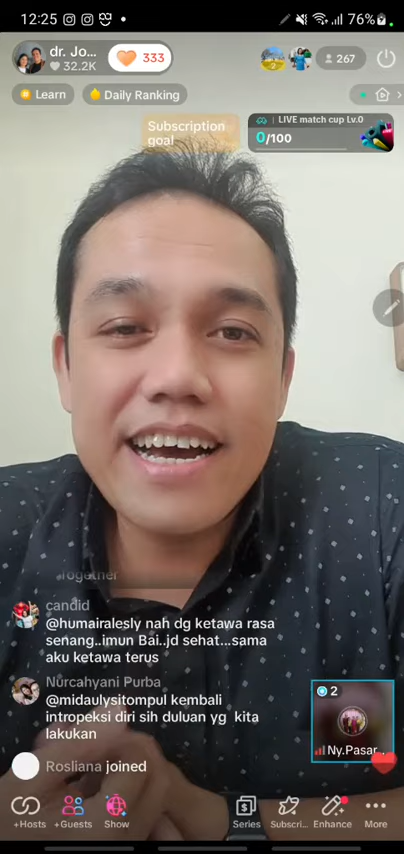 12:25
76%
dr. Jo...
32.2K
333
267
Learn
Daily Ranking
Subscription
goal
LIVE match cup Lv.0
0/100
Together
candid
@humairalesly nah dg ketawa rasa
senang..imun Bai..jd sehat...sama
aku ketawa terus
Nurcahyani Purba
@midaulysitompul kembali
intropeksi diri sih duluan yg kita
lakukan
2
Ny.Pasar...
Rosliana joined
+Hosts
+Guests
Show
Series
Subscri...
Enhance
More